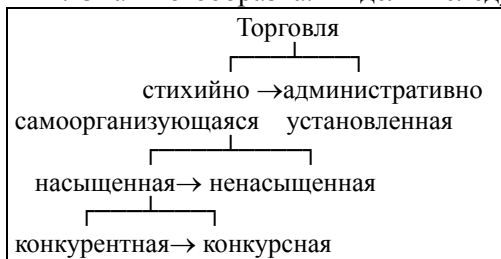 Торговля
стихийно →административно
самоорганизующаяся установленная
насыщенная→ ненасыщенная
конкурентная→ конкурсная